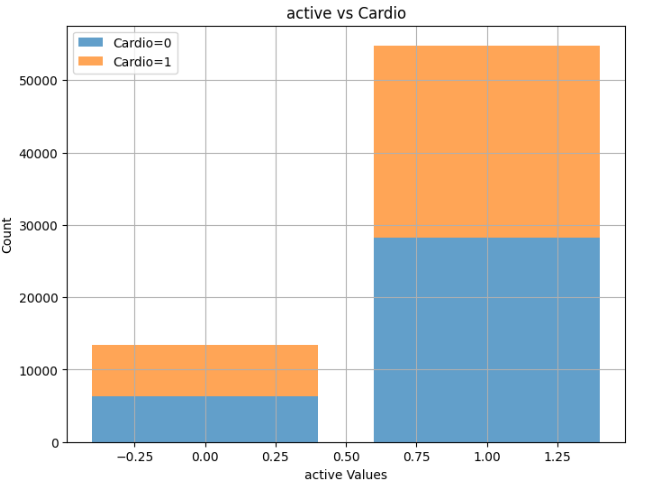 active vs Cardio
Cardio=0
Cardio=1
50000
40000
30000
20000
10000
0
Count
−0.25 0.00 0.25 0.50 0.75 1.00 1.25
active Values